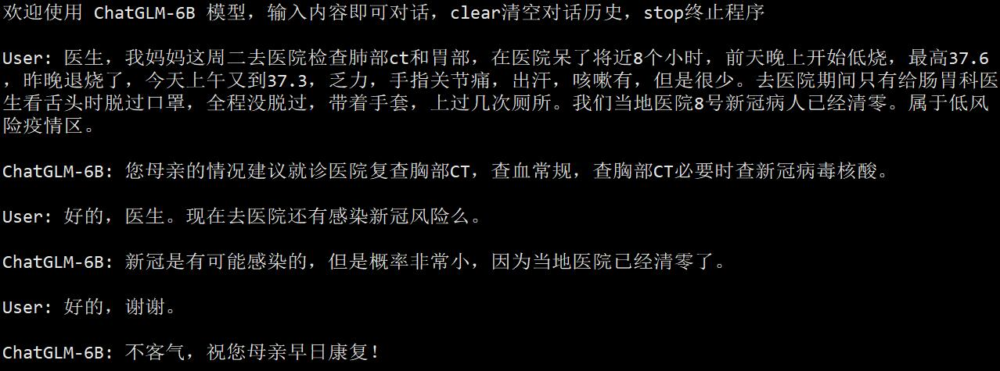 欢迎使用 ChatGLM-6B 模型，输入内容即可对话，clear清空对话历史，stop终止程序
User: 医生，我妈妈这周二去医院检查肺部ct和胃部，在医院呆了将近8个小时，前天晚上开始低烧，最高37.6
，昨晚退烧了，今天上午又到37.3，乏力，手指关节痛，出汗，咳嗽有，但是很少。去医院期间只有给肠胃科医
生看舌头时脱过口罩，全程没脱过，带着手套，上过几次厕所。我们当地医院8号新冠病人已经清零。属于低风
险疫情区。
ChatGLM-6B: 您母亲的情况建议就诊医院复查胸部CT，查血常规，查胸部CT必要时查新冠病毒核酸。
User: 好的，医生。现在去医院还有感染新冠风险么。
ChatGLM-6B: 新冠是有可能感染的，但是概率非常小，因为当地医院已经清零了。
User: 好的，谢谢。
ChatGLM-6B: 不客气，祝您母亲早日康复！